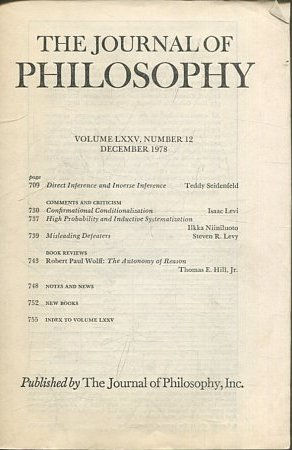 THE JOURNAL OF
PHILOSOPHY
VOLUME LXXV, NUMBER 12
DECEMBER 1978
page
709 Direct Inference and Inverse Inference Teddy Seidenfeld
COMMENTS AND CRITICISM
730 Confirmational Conditionalization Isaac Levi
737 High Probability and Inductive Systematization
Ilkka Niiniluoto
739 Misleading Defeaters Steven R. Levy
BOOK REVIEWS
743 Robert Paul Wolff: The Autonomy of Reason
Thomas E. Hill, Jr.
748 NOTES AND NEWS
752 NEW BOOKS
755 INDEX TO VOLUME LXXV
Published by The Journal of Philosophy, Inc.